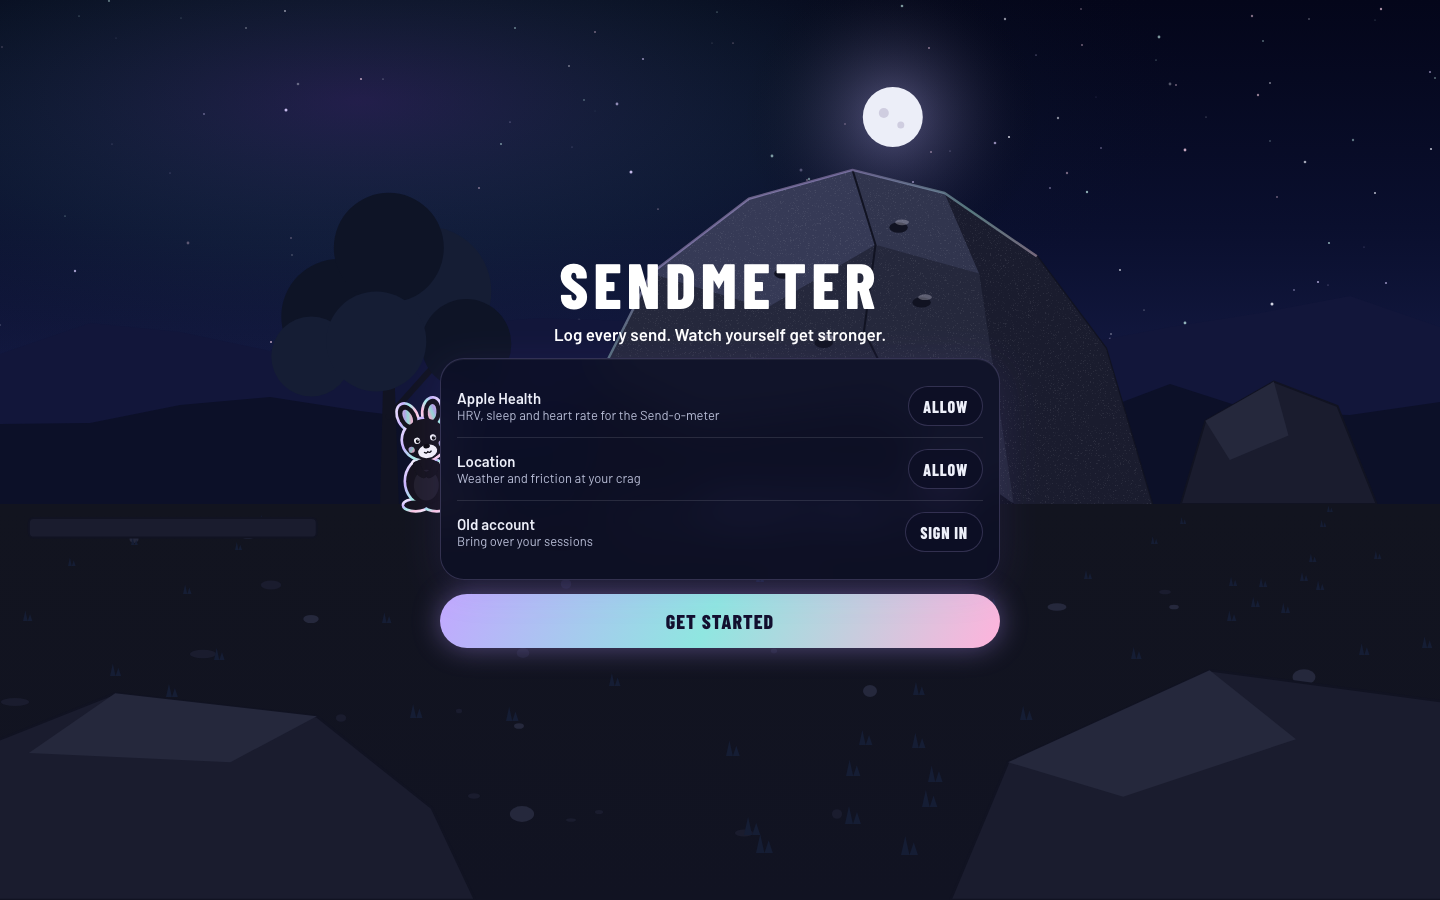 SENDMETER
Log every send. Watch yourself get stronger.
Apple Health
HRV, sleep and heart rate for the Send-o-meter
ALLOW
Location
Weather and friction at your crag
ALLOW
Old account
Bring over your sessions
SIGN IN
GET STARTED